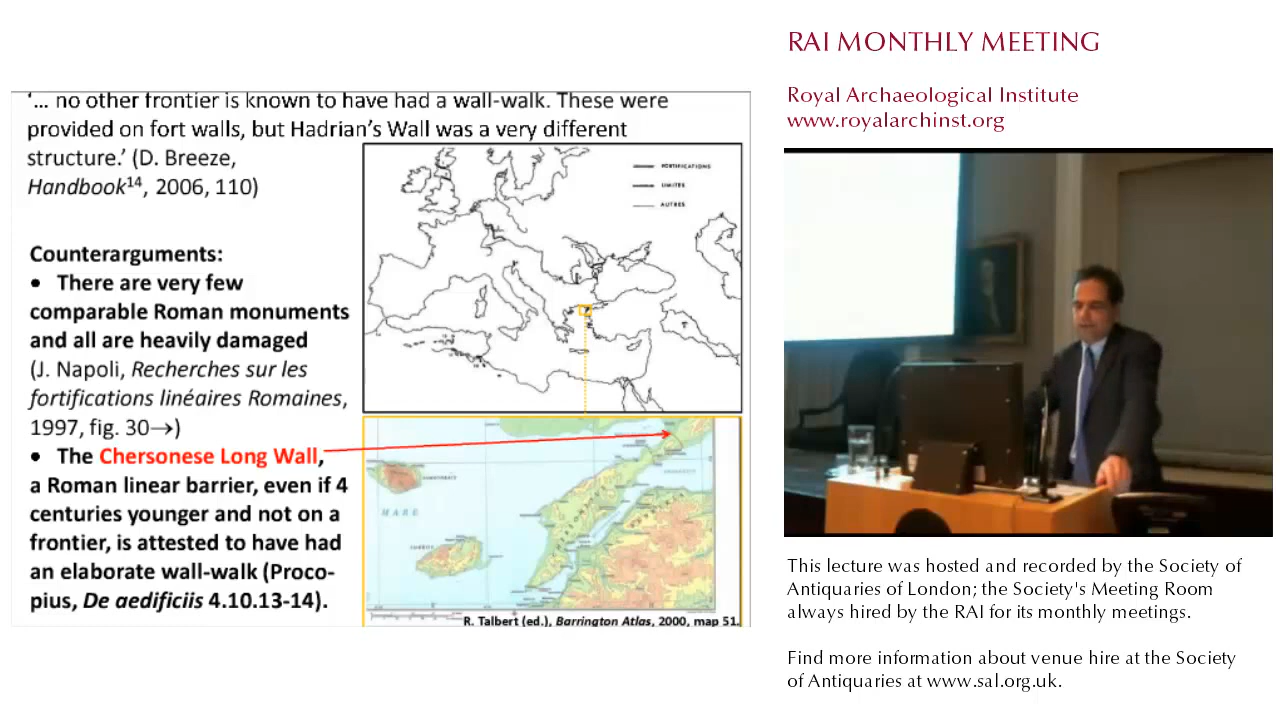 '... no other frontier is known to have had a wall-walk. These were
provided on fort walls, but Hadrian's Wall was a very different
structure.' (D. Breeze,
Handbook14, 2006, 110)
Counterarguments:
• There are very few
comparable Roman monuments
and all are heavily damaged
(J. Napoli, Recherches sur les
fortifications linéaires Romaines,
1997, fig. 30→)
• The Chersonese Long Wall,
a Roman linear barrier, even if 4
centuries younger and not on a
frontier, is attested to have had
an elaborate wall-walk (Proco-
pius, De aedificiis 4.10.13-14).
FORTIFICATIONS
LIMITES
AUTRES
MARE
R. Talbert (ed.), Barrington Atlas, 2000, map 51.
RAI MONTHLY MEETING
Royal Archaeological Institute
www.royalarchinst.org
This lecture was hosted and recorded by the Society of
Antiquaries of London; the Society's Meeting Room
always hired by the RAI for its monthly meetings.
Find more information about venue hire at the Society
of Antiquaries at www.sal.org.uk.